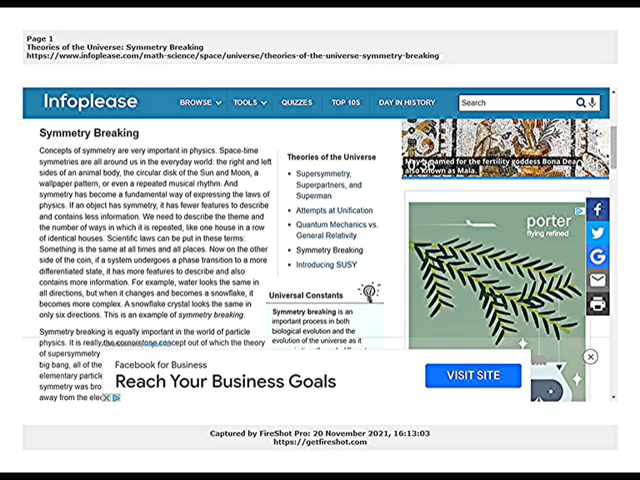 Page 1
Theories of the Universe: Symmetry Breaking
https://www.infoplease.com/math-science/space/universe/theories-of-the-universe-symmetry-breaking
Infoplease
BROWSE
TOOLS
QUIZZES
TOP 10S
DAY IN HISTORY
Search
Symmetry Breaking
Concepts of symmetry are very important in physics. Space-time
symmetries are all around us in the everyday world: the right and left
sides of an animal body, the circular disk of the Sun and Moon, a
wallpaper pattern, or even a repeated musical rhythm. And
symmetry has become a fundamental way of expressing the laws of
physics. If an object has symmetry, it has fewer features to describe
and contains less information. We need to describe the theme and
the number of ways in which it is repeated, like one house in a row
of identical houses. Scientific laws can be put in these terms:
Something is the same at all times and all places. Now on the other
side of the coin, if a system undergoes a phase transition to a more
differentiated state, it has more features to describe and also
contains more information. For example, water looks the same in
all directions, but when it changes and becomes a snowflake, it
becomes more complex. A snowflake crystal looks the same in
only six directions. This is an example of symmetry breaking.
Symmetry breaking is equally important in the world of particle
physics. It is really the cornerstone concept out of which the theory
of supersymmetry
big bang, all of the
elementary particle
symmetry was bro
away from the elec
Theories of the Universe
• Supersymmetry,
Superpartners, and
Superman
• Attempts at Unification
• Quantum Mechanics vs.
General Relativity
• Symmetry Breaking
• Introducing SUSY
Universal Constants
Symmetry breaking is an
important process in both
biological evolution and the
evolution of the universe as it
May is named for the fertility goddess Bona Dea,
also known as Maia.
porter
flying refined
Facebook for Business
Reach Your Business Goals
VISIT SITE
Captured by FireShot Pro: 20 November 2021, 16:13:03
https://getfireshot.com